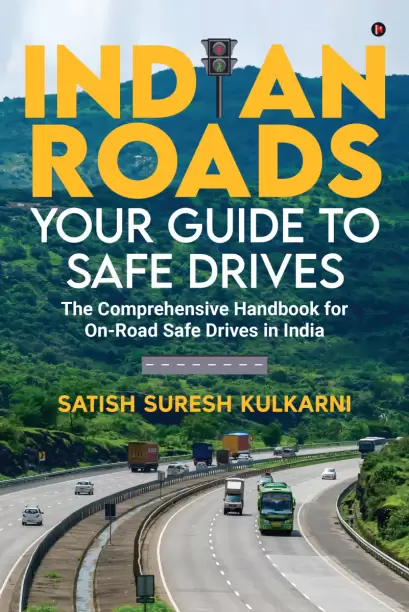 INDIAN
ROADS
YOUR GUIDE TO
SAFE DRIVES
The Comprehensive Handbook for
On-Road Safe Drives in India
SATISH SURESH KULKARNI